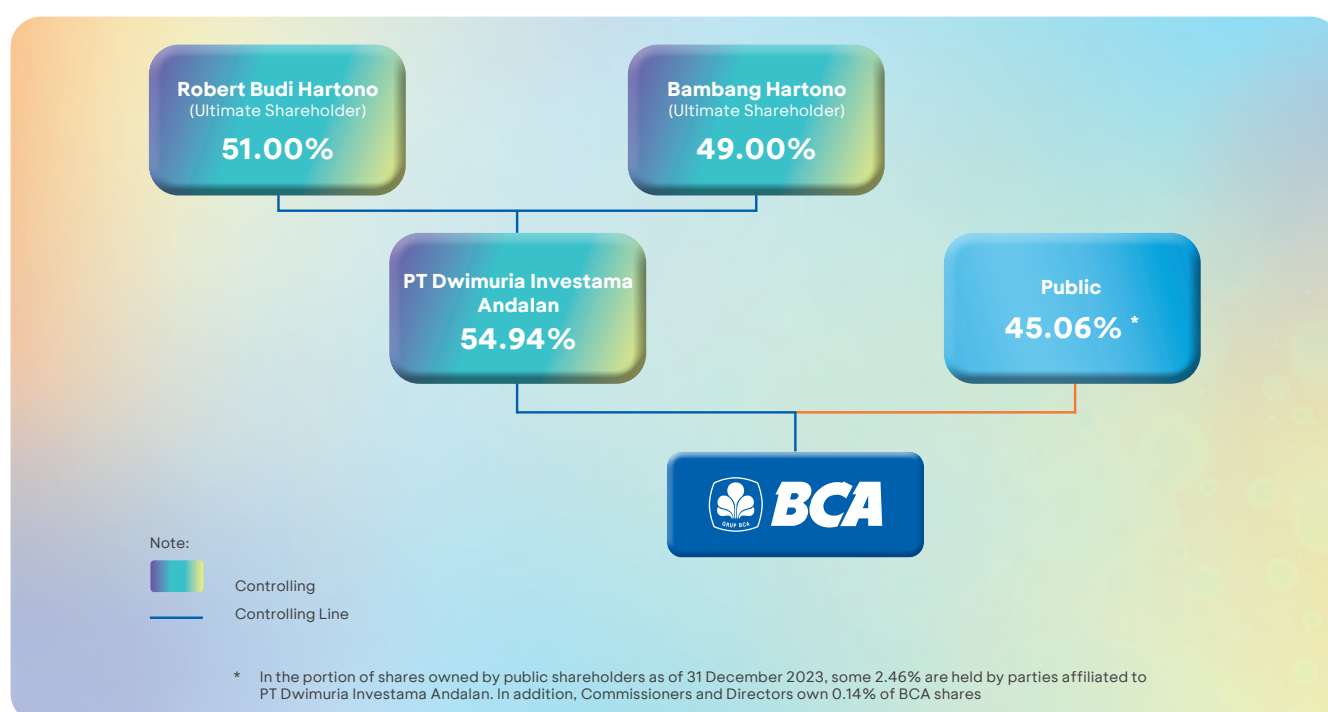 Robert Budi Hartono
(Ultimate Shareholder)
51.00%
Bambang Hartono
(Ultimate Shareholder)
49.00%
PT Dwimuria Investama
Andalan
54.94%
Public
45.06% *
GRUP BCA
BCA
Note:
Controlling
Controlling Line
* In the portion of shares owned by public shareholders as of 31 December 2023, some 2.46% are held by parties affiliated to
PT Dwimuria Investama Andalan. In addition, Commissioners and Directors own 0.14% of BCA shares